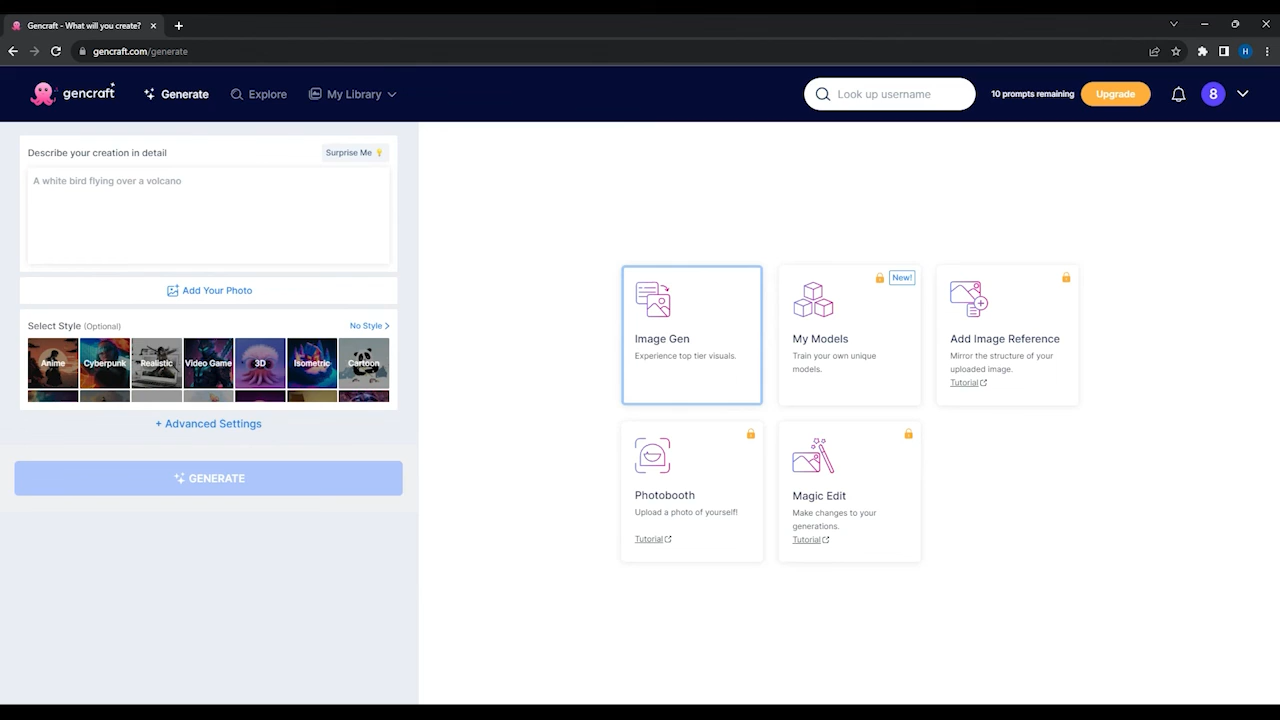 Gencraft - What will you create?
gencraft.com/generate
H
gencraft
Generate
Explore
My Library
Look up username
10 prompts remaining
Upgrade
8
Describe your creation in detail
Surprise Me
A white bird flying over a volcano
Add Your Photo
Select Style (Optional)
No Style >
Anime
Cyberpunk
Realistic
Video Game
3D
Isometric
Cartoon
+ Advanced Settings
GENERATE
Image Gen
Experience top tier visuals.
New!
My Models
Train your own unique
models.
Add Image Reference
Mirror the structure of your
uploaded image.
Tutorial
Photobooth
Upload a photo of yourself!
Tutorial
Magic Edit
Make changes to your
generations.
Tutorial